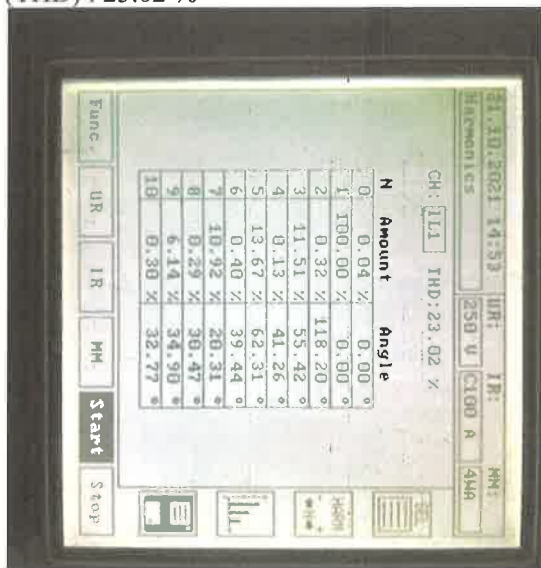 (THD) : 23.02 %
21.10.2021 14:53 UR: IR: MM:
Harmonics 250 V C100 A 4WA
CH: IL1 THD:23.02 %
N Amount Angle
0 0.04 % 0.00 °
1 100.00 % 0.00 °
2 0.32 % 118.20 °
3 11.51 % 55.42 °
4 0.13 % 41.26 °
5 13.67 % 62.31 °
6 0.40 % 39.44 °
7 10.92 % 20.31 °
8 0.29 % 30.47 °
9 6.14 % 34.90 °
10 0.30 % 32.77 °
SEL
HARM
- *N* +
Func. UR IR MM Start Stop